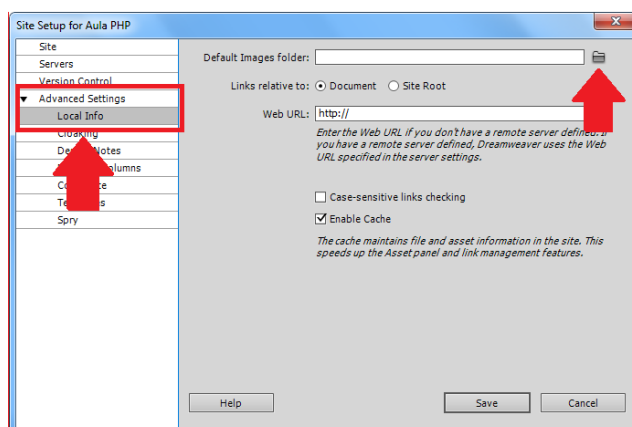 Site Setup for Aula PHP
Site
Servers
Version Control
Advanced Settings
Local Info
Cloaking
Notes
Spry
Default Images folder:
Links relative to: Document Site Root
Web URL: http://
Enter the Web URL if you don't have a remote server defined. If
you have a remote server defined, Dreamweaver uses the Web
URL specified in the server settings.
Case-sensitive links checking
Enable Cache
The cache maintains file and asset information in the site. This
speeds up the Asset panel and link management features.
Help Save Cancel